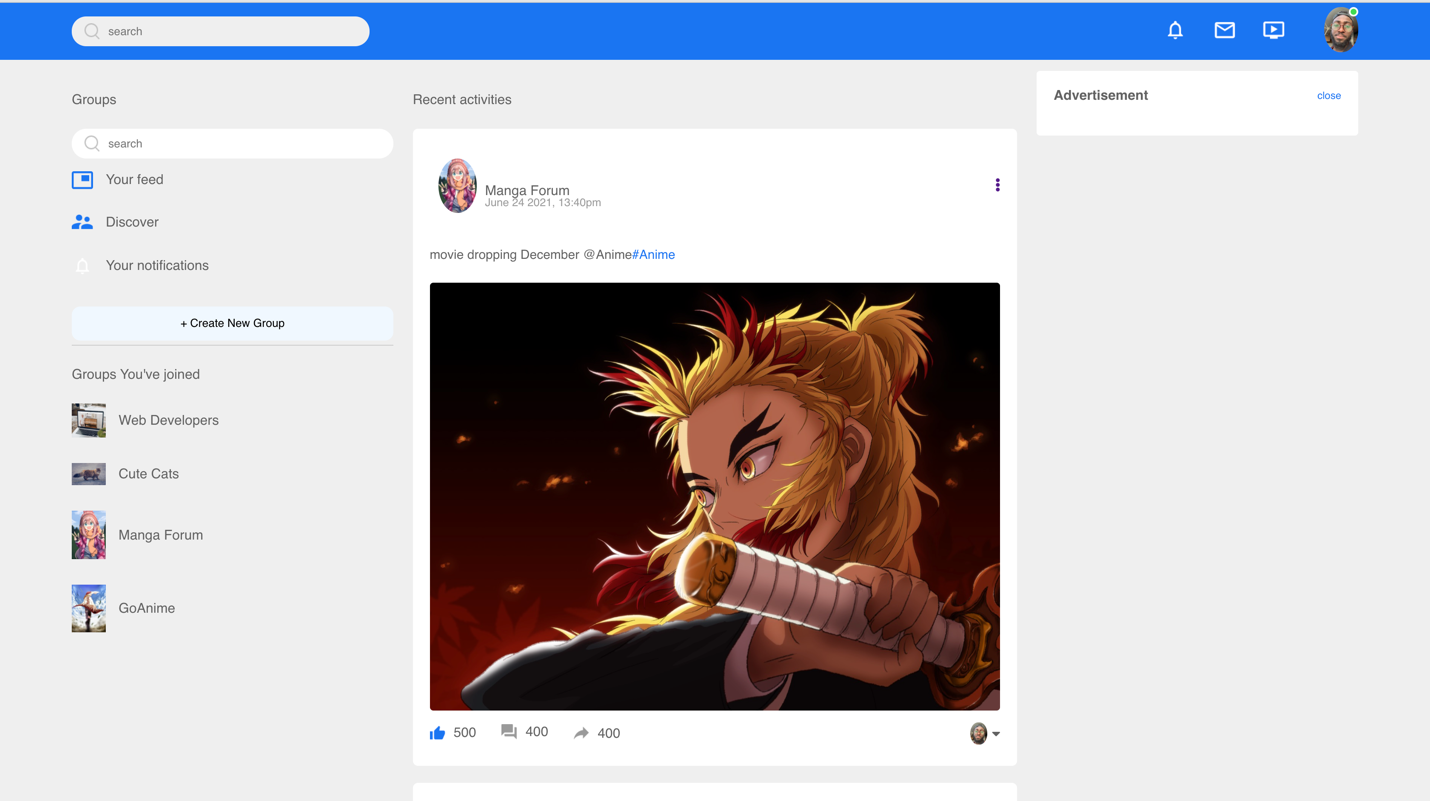 search
Groups
search
Your feed
Discover
Your notifications
+ Create New Group
Groups You've joined
Web Developers
Cute Cats
Manga Forum
GoAnime
Recent activities
Manga Forum
June 24 2021, 13:40pm
movie dropping December @Anime#Anime
500 400 400
Advertisement close